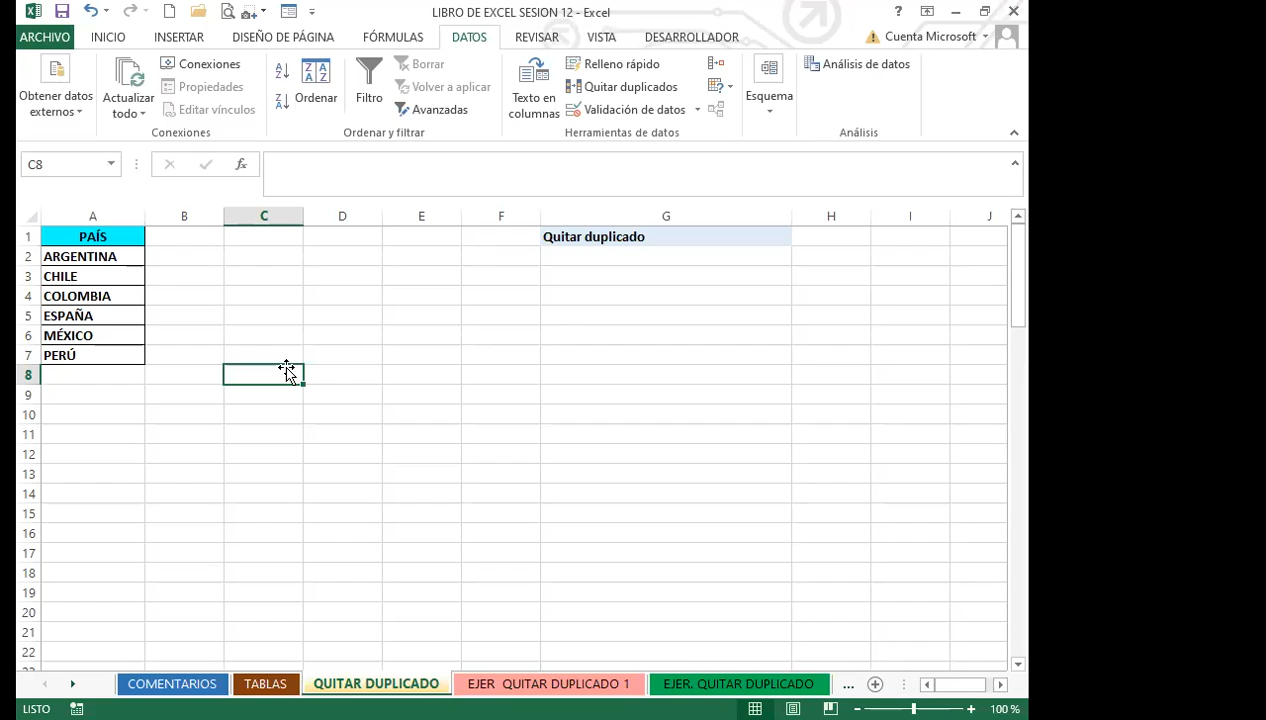 LIBRO DE EXCEL SESION 12 - Excel
ARCHIVO INICIO INSERTAR DISEÑO DE PÁGINA FÓRMULAS DATOS REVISAR VISTA DESARROLLADOR Cuenta Microsoft
Obtener datos externos
Actualizar todo
Conexiones
Propiedades
Editar vínculos
Conexiones
Ordenar
Filtro
Borrar
Volver a aplicar
Avanzadas
Ordenar y filtrar
Texto en columnas
Relleno rápido
Quitar duplicados
Validación de datos
Herramientas de datos
Esquema
Análisis de datos
Análisis
C8 fx
A B C D E F G H I J
1 PAÍS Quitar duplicado
2 ARGENTINA
3 CHILE
4 COLOMBIA
5 ESPAÑA
6 MÉXICO
7 PERÚ
8
9
10
11
12
13
14
15
16
17
18
19
20
21
22
COMENTARIOS TABLAS QUITAR DUPLICADO EJER QUITAR DUPLICADO 1 EJER. QUITAR DUPLICADO ...
LISTO 100 %